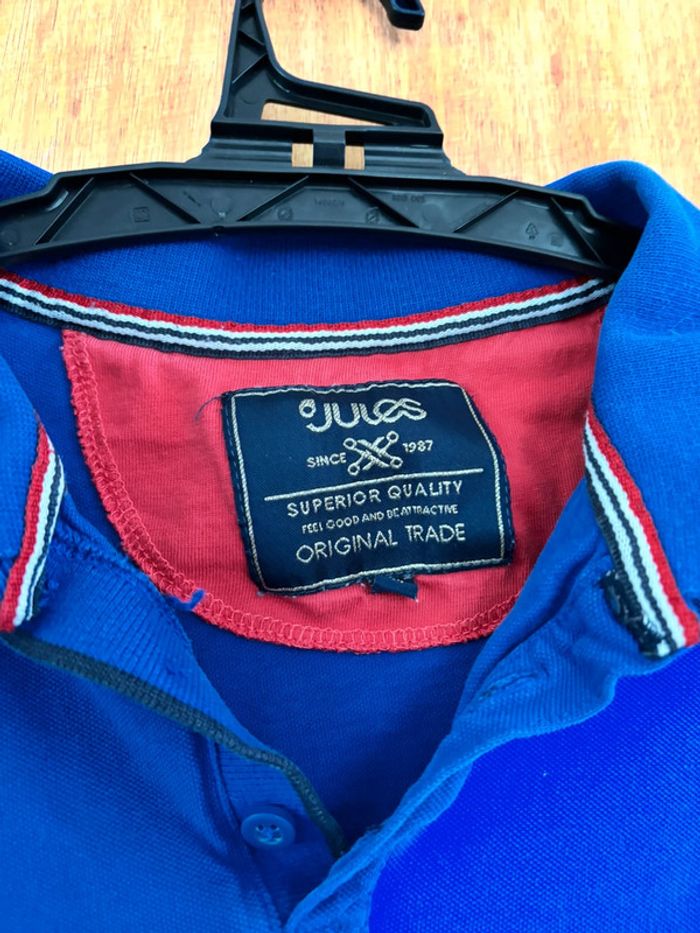 JULES
SINCE 1987
SUPERIOR QUALITY
FEEL GOOD AND BE ATTRACTIVE
ORIGINAL TRADE